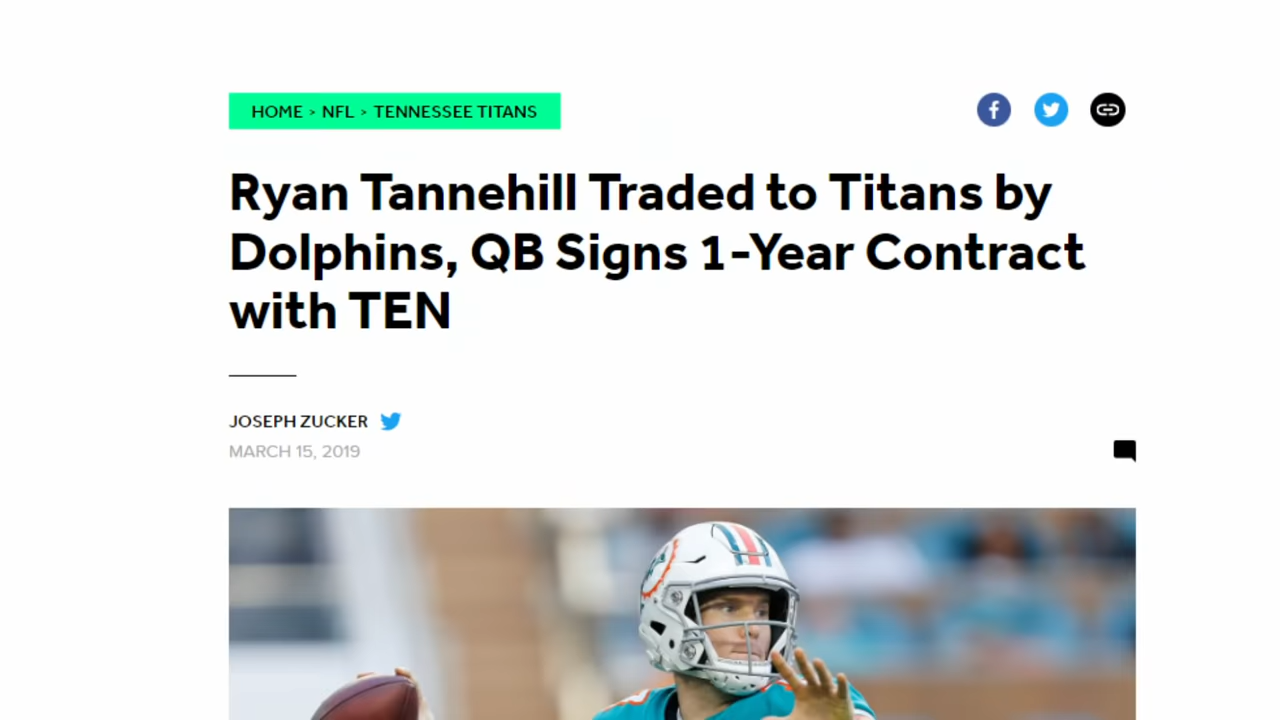 HOME > NFL > TENNESSEE TITANS
Ryan Tannehill Traded to Titans by
Dolphins, QB Signs 1-Year Contract
with TEN
JOSEPH ZUCKER
MARCH 15, 2019